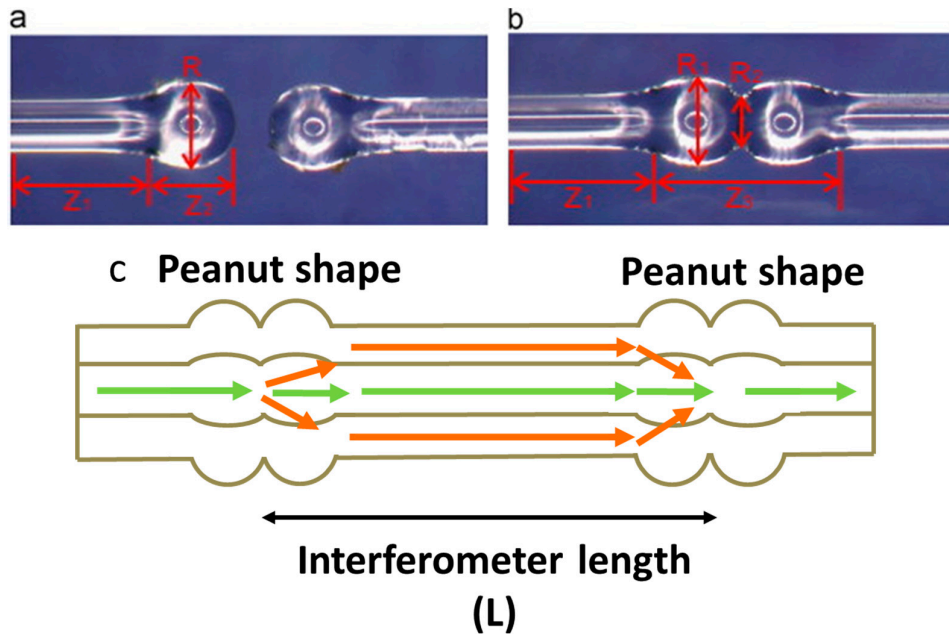 a
R
Z₁
Z₂
b
R₁
R₂
Z₁
Z₃
c Peanut shape
Peanut shape
Interferometer length
(L)